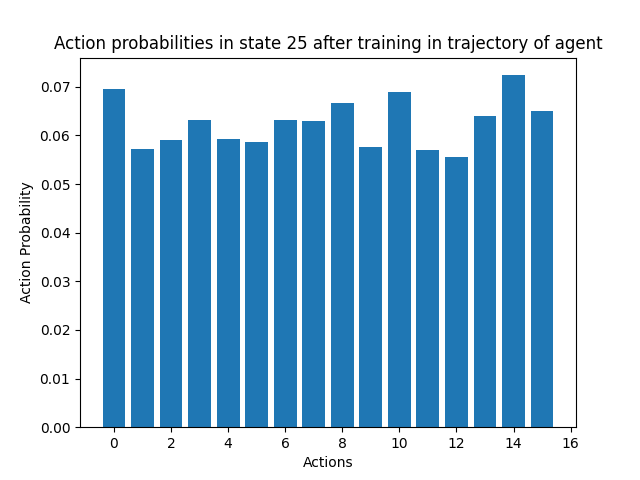 Action probabilities in state 25 after training in trajectory of agent
0.07
0.06
0.05
0.04
0.03
0.02
0.01
0.00
Action Probability
0 2 4 6 8 10 12 14 16
Actions